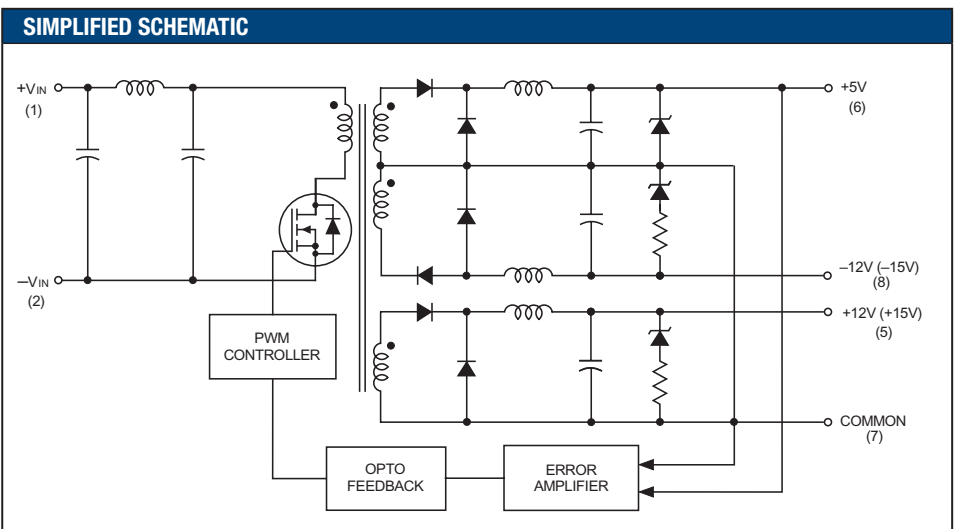 SIMPLIFIED SCHEMATIC
+VIN
(1)
+5V
(6)
–12V (–15V)
(8)
–VIN
(2)
+12V (+15V)
(5)
PWM
CONTROLLER
COMMON
(7)
OPTO
FEEDBACK
ERROR
AMPLIFIER